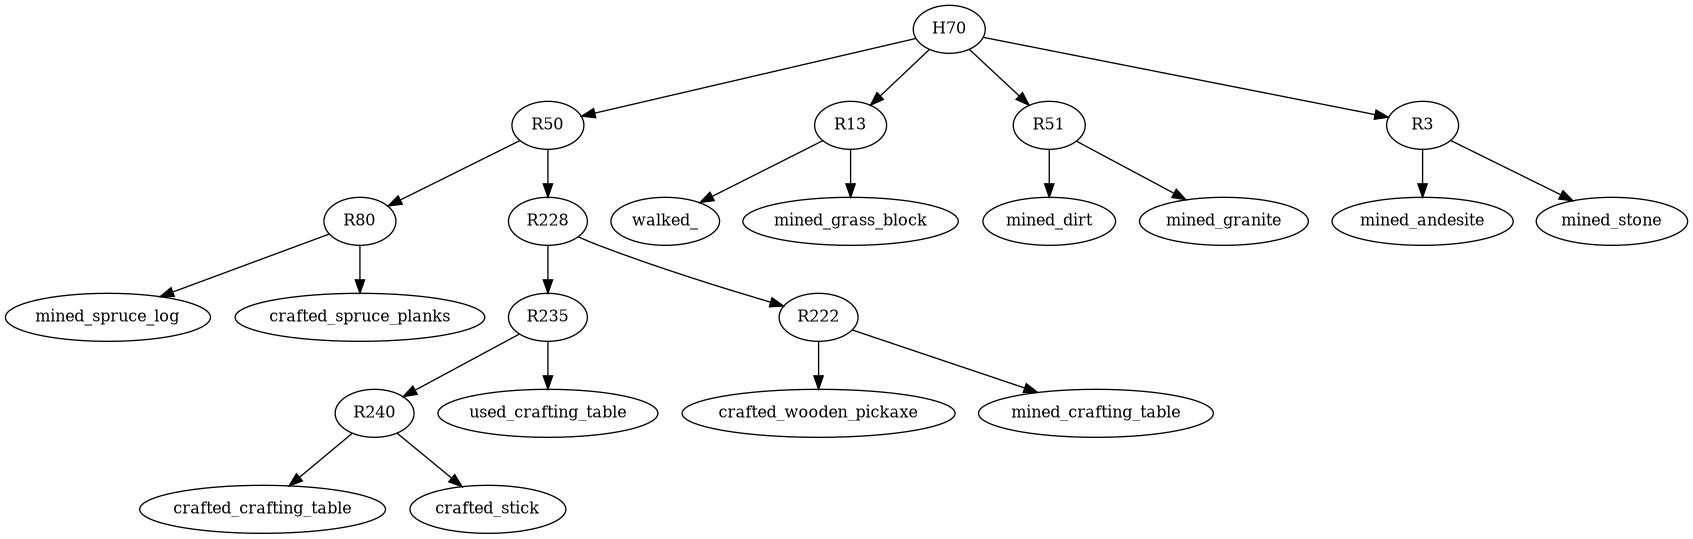 H70
R50
R13
R51
R3
R80
R228
walked_
mined_grass_block
mined_dirt
mined_granite
mined_andesite
mined_stone
mined_spruce_log
crafted_spruce_planks
R235
R222
R240
used_crafting_table
crafted_wooden_pickaxe
mined_crafting_table
crafted_crafting_table
crafted_stick